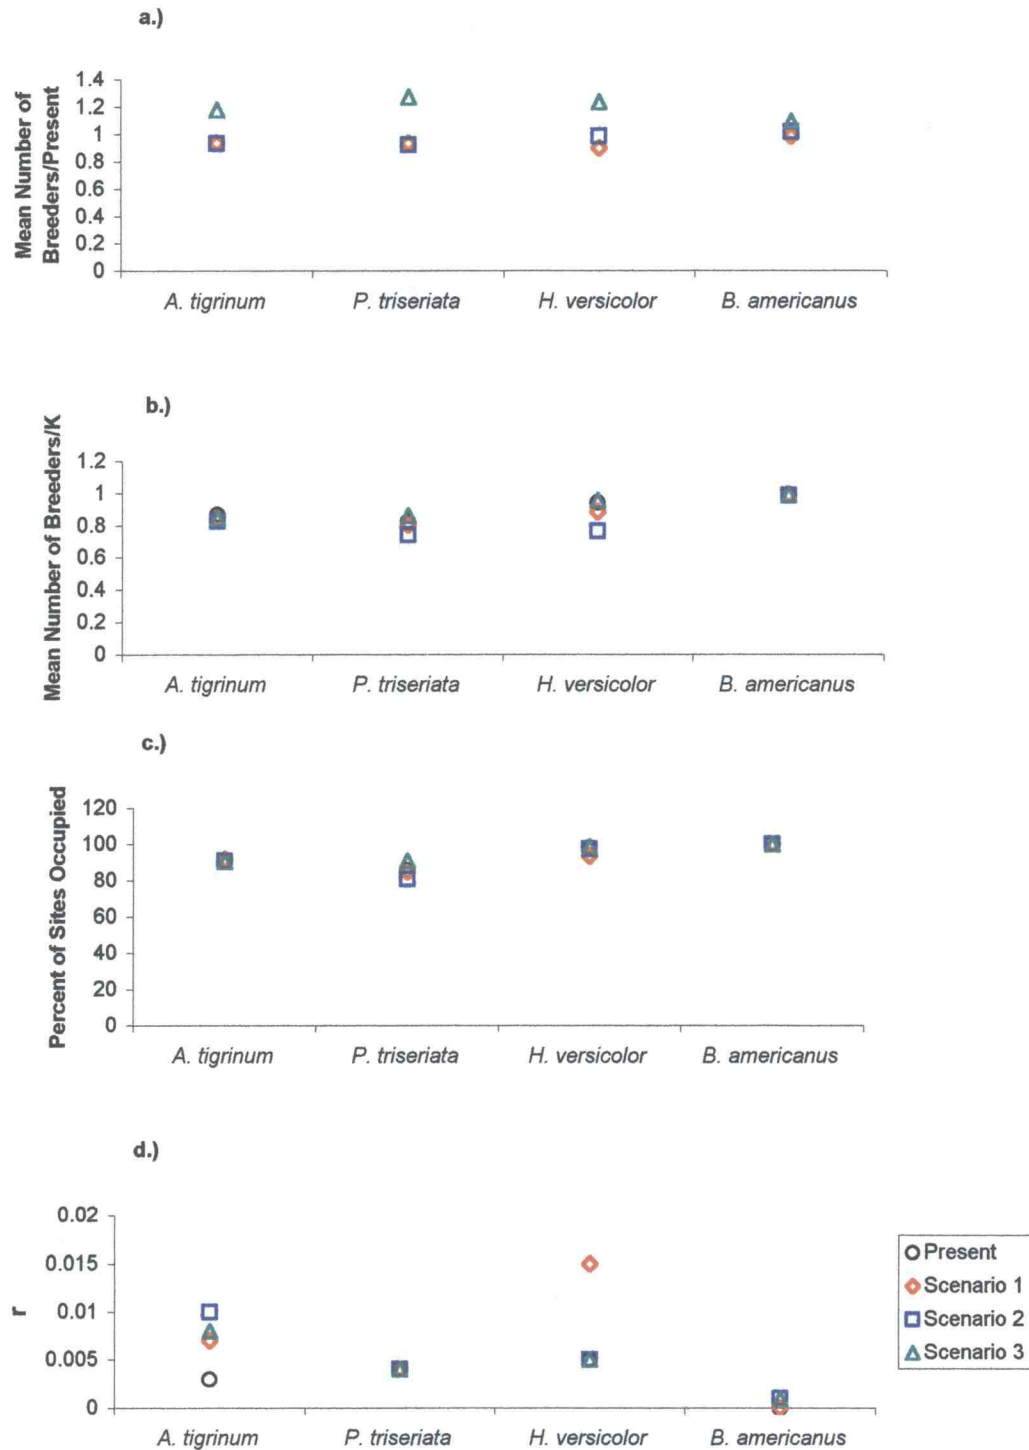 a.)
Mean Number of
Breeders/Present
1.4
1.2
1
0.8
0.6
0.4
0.2
0
A. tigrinum P. triseriata H. versicolor B. americanus
b.)
Mean Number of Breeders/K
1.2
1
0.8
0.6
0.4
0.2
0
A. tigrinum P. triseriata H. versicolor B. americanus
c.)
Percent of Sites Occupied
120
100
80
60
40
20
0
A. tigrinum P. triseriata H. versicolor B. americanus
d.)
r
0.02
0.015
0.01
0.005
0
A. tigrinum P. triseriata H. versicolor B. americanus
Present
Scenario 1
Scenario 2
Scenario 3